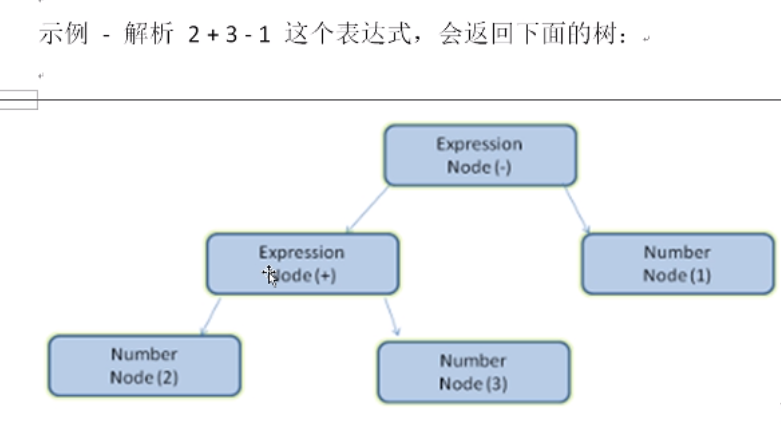 示例 - 解析 2 + 3 - 1 这个表达式，会返回下面的树：
Expression
Node (-)
Expression
Node (+)
Number
Node (1)
Number
Node (2)
Number
Node (3)